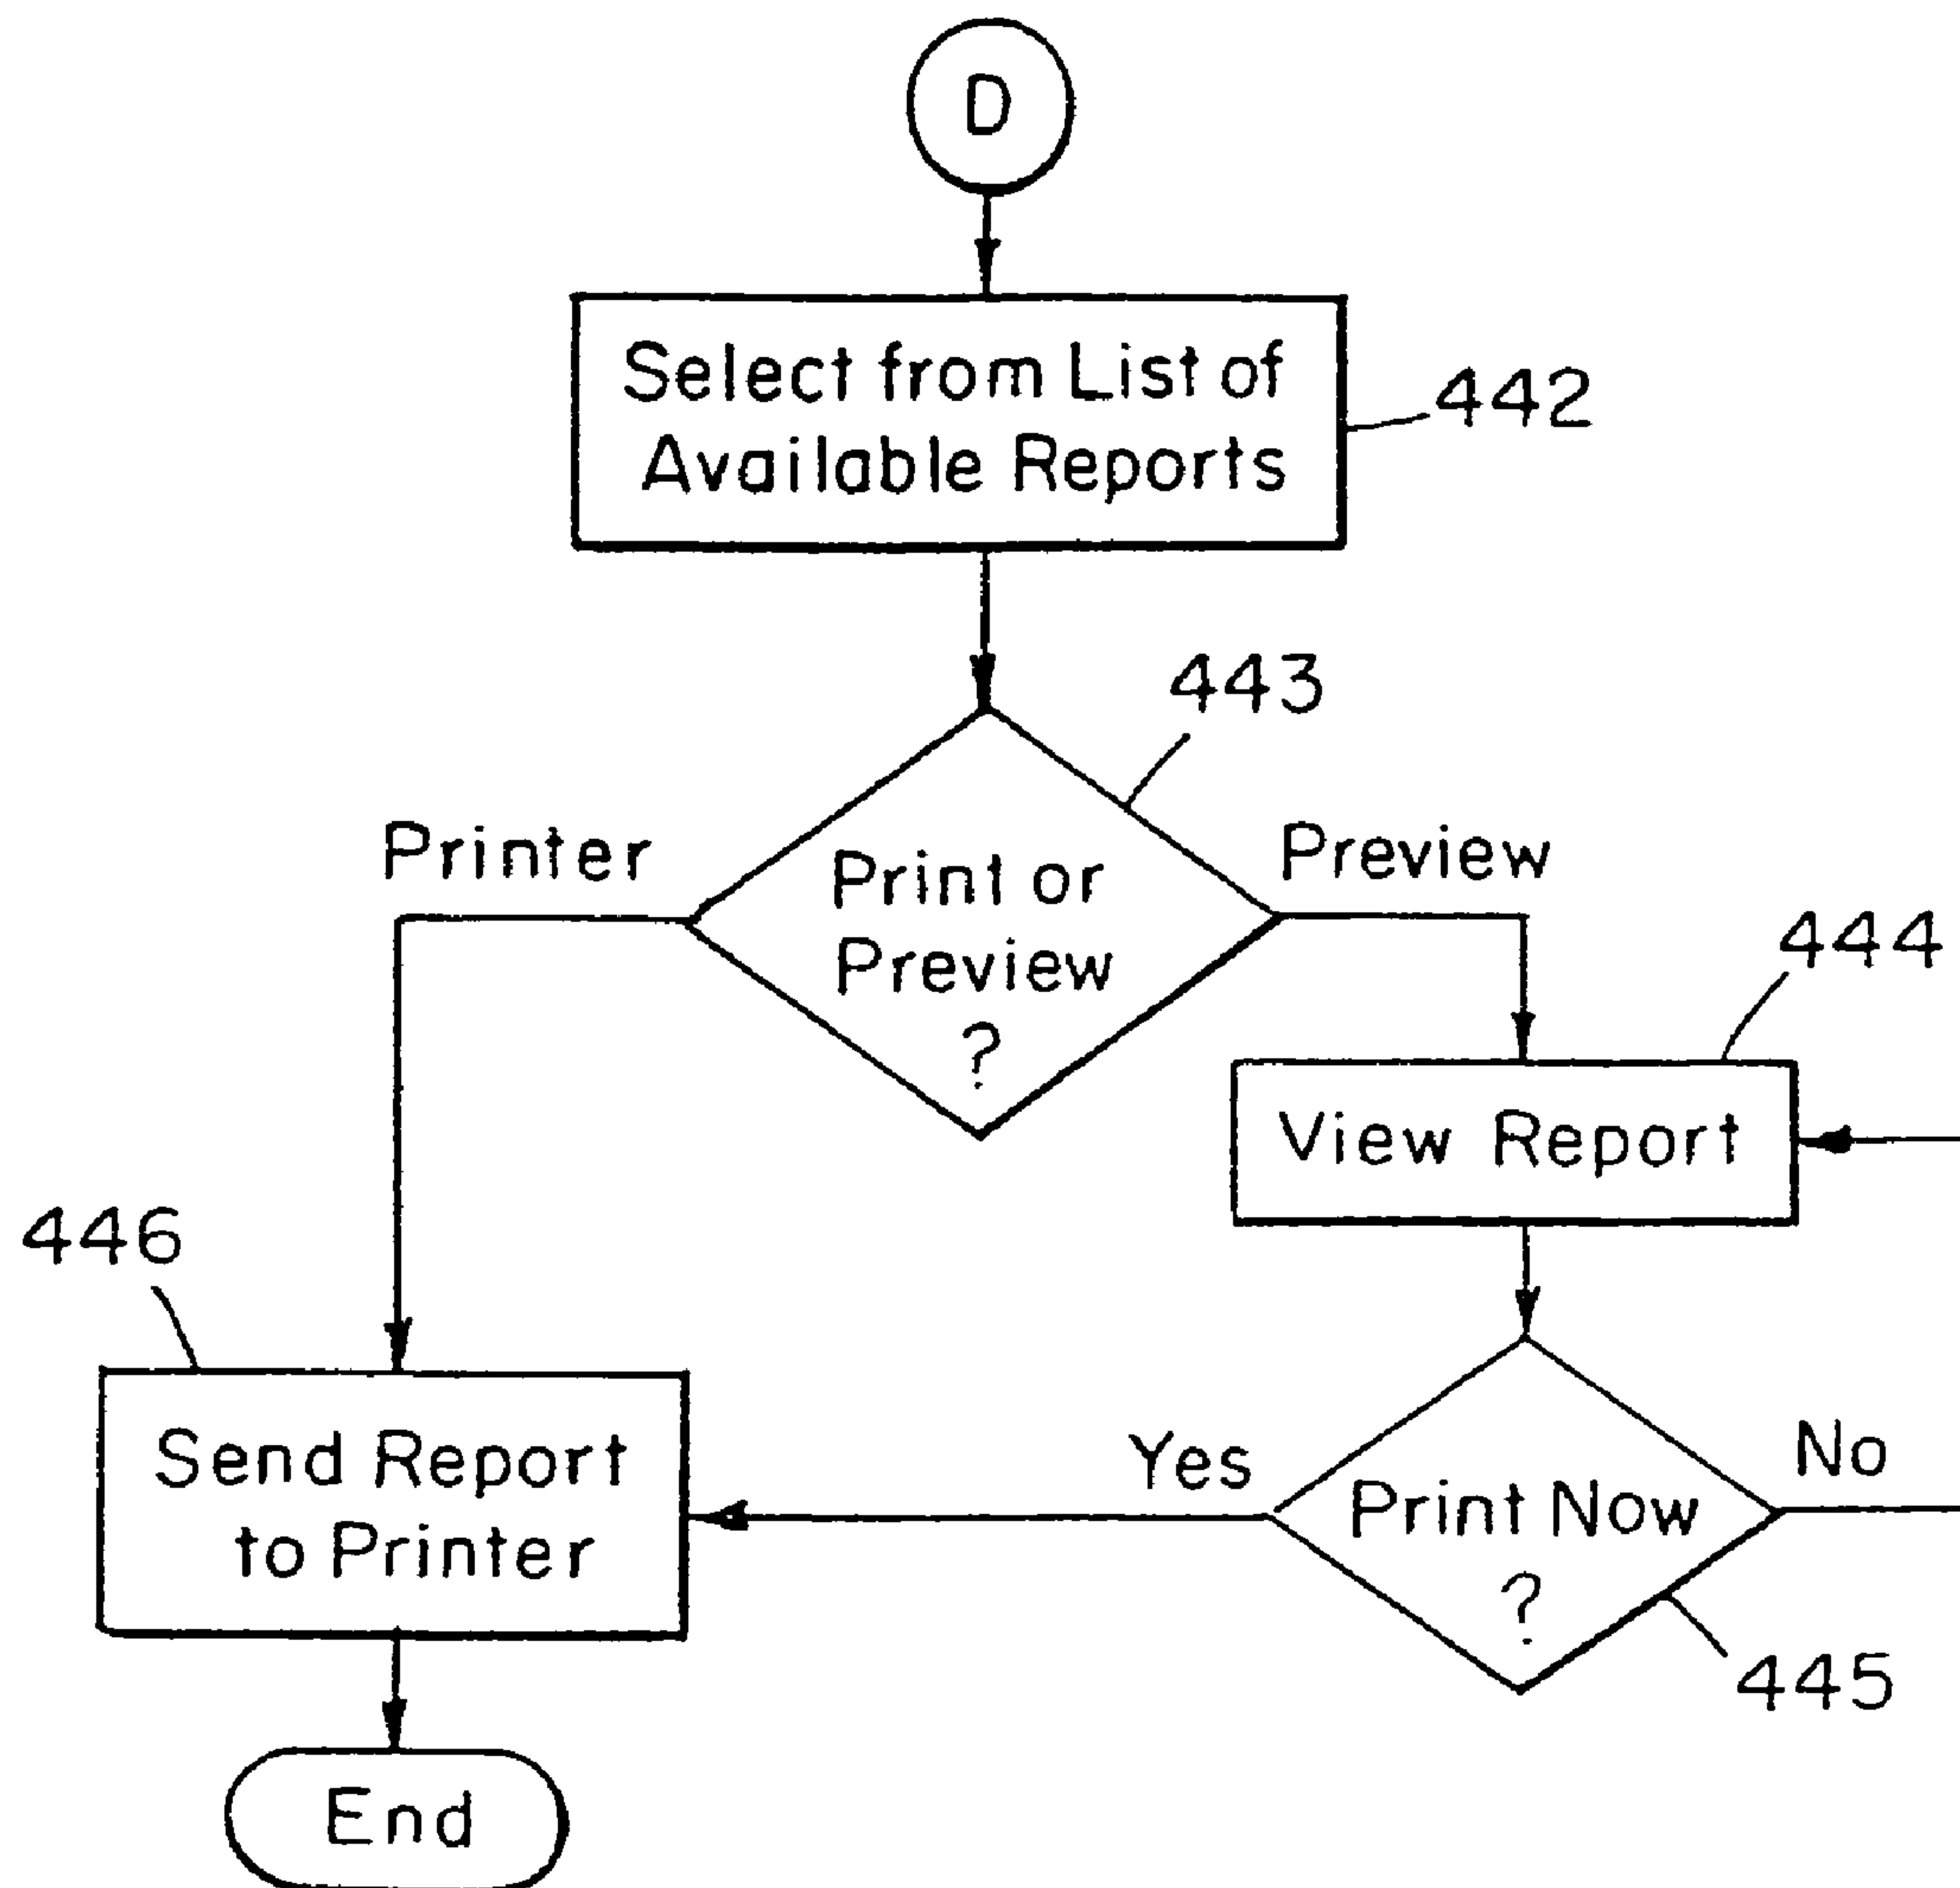 D
Select from List of
Available Reports
442
443
Printer
Print or
Preview
?
Preview
444
View Report
446
Send Report
to Printer
Yes
Print Now
?
No
445
End